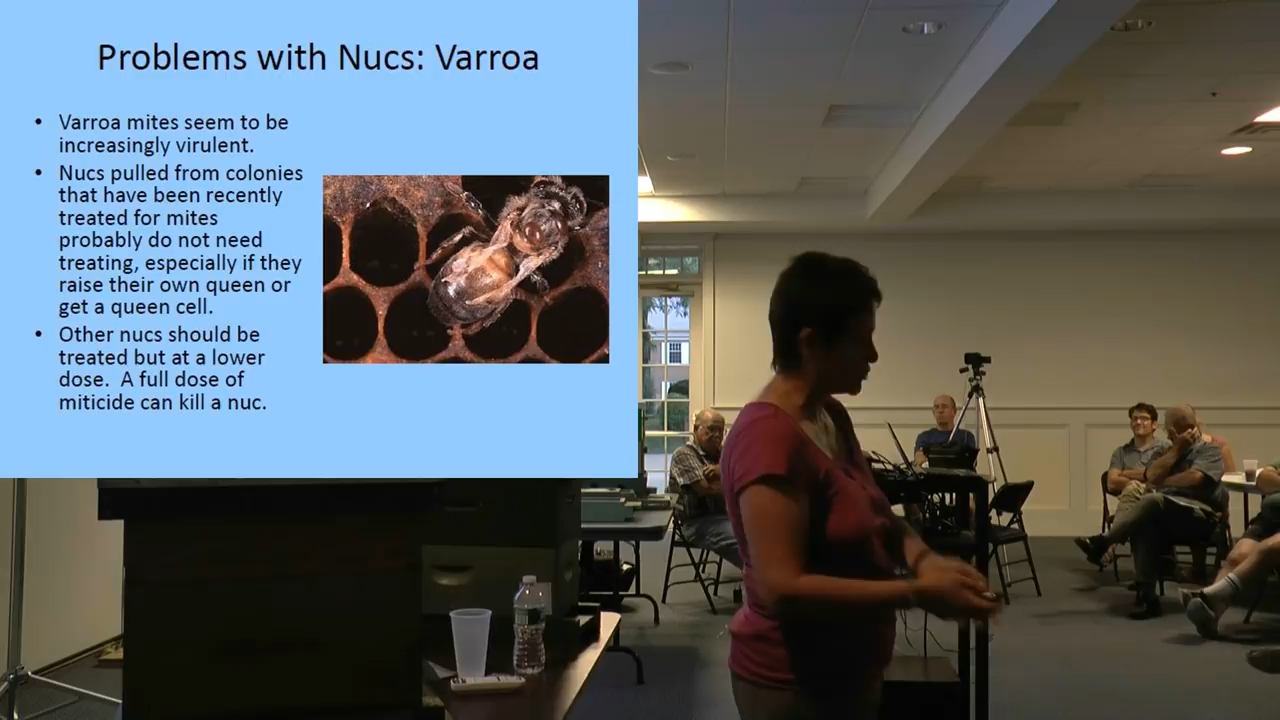 Problems with Nucs: Varroa
• Varroa mites seem to be
increasingly virulent.
• Nucs pulled from colonies
that have been recently
treated for mites
probably do not need
treating, especially if they
raise their own queen or
get a queen cell.
• Other nucs should be
treated but at a lower
dose.  A full dose of
miticide can kill a nuc.